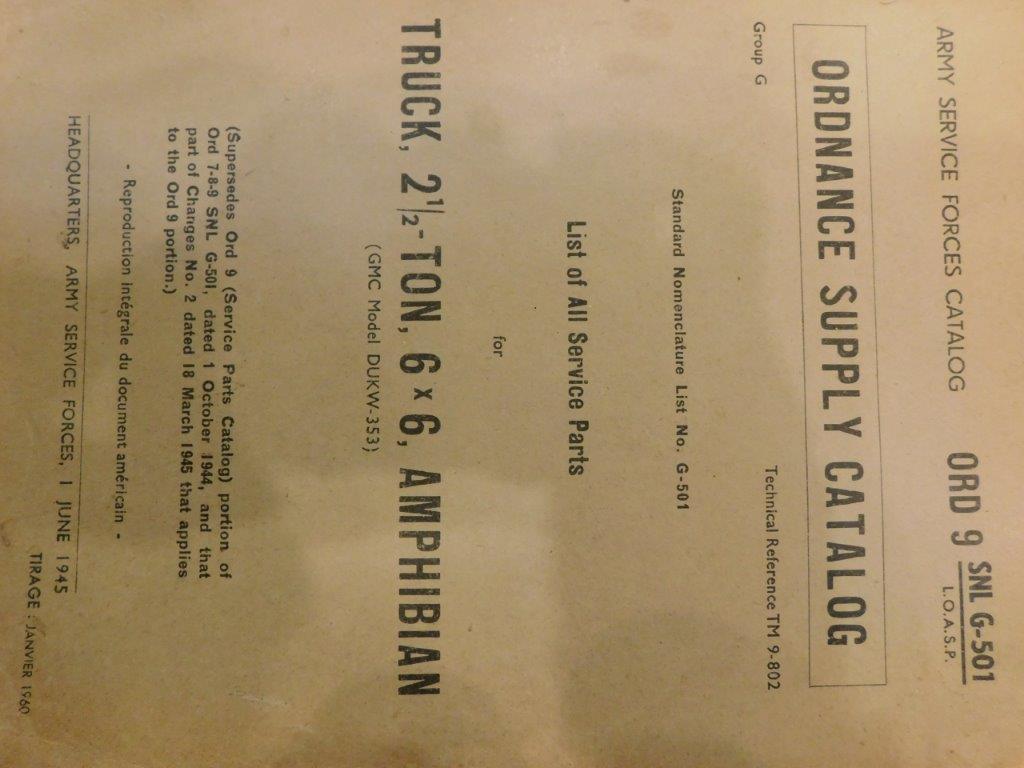 ARMY SERVICE FORCES CATALOG ORD 9 SNL G-501
L.O.A.S.P.
ORDNANCE SUPPLY CATALOG
Group G Technical Reference TM 9-802
Standard Nomenclature List No. G-501
List of All Service Parts
for
TRUCK, 2½-TON, 6 × 6, AMPHIBIAN
(GMC Model DUKW-353)
(Supersedes Ord 9 (Service Parts Catalog) portion of
Ord 7-8-9 SNL G-501, dated 1 October 1944, and that
part of Changes No. 2 dated 18 March 1945 that applies
to the Ord 9 portion.)
- Reproduction intégrale du document américain -
HEADQUARTERS, ARMY SERVICE FORCES, 1 JUNE 1945
TIRAGE : JANVIER 1960